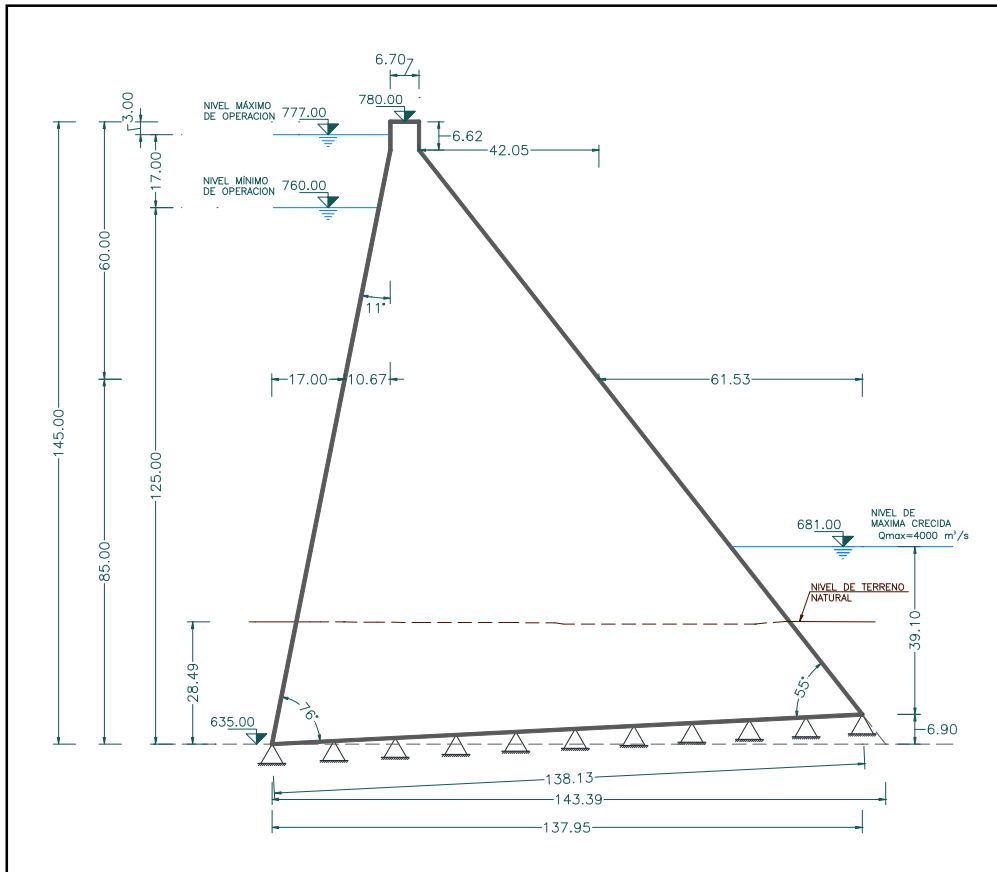 6.70
780.00
NIVEL MÁXIMO
DE OPERACION
777.00
3.00
6.62
42.05
17.00
NIVEL MÍNIMO
DE OPERACION
760.00
60.00
11°
17.00
10.67
61.53
145.00
125.00
85.00
NIVEL DE
MAXIMA CRECIDA
Qmax=4000 m³/s
681.00
NIVEL DE TERRENO
NATURAL
39.10
28.49
55°
76°
635.00
6.90
138.13
143.39
137.95